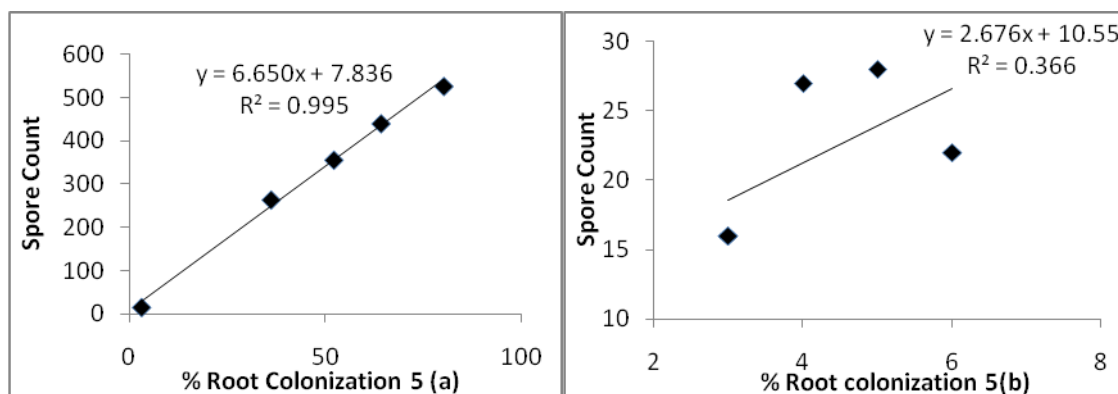 y = 6.650x + 7.836
R² = 0.995
Spore Count
600
500
400
300
200
100
0
0 50 100
% Root Colonization 5 (a)
y = 2.676x + 10.55
R² = 0.366
Spore Count
30
25
20
15
10
2 4 6 8
% Root colonization 5(b)